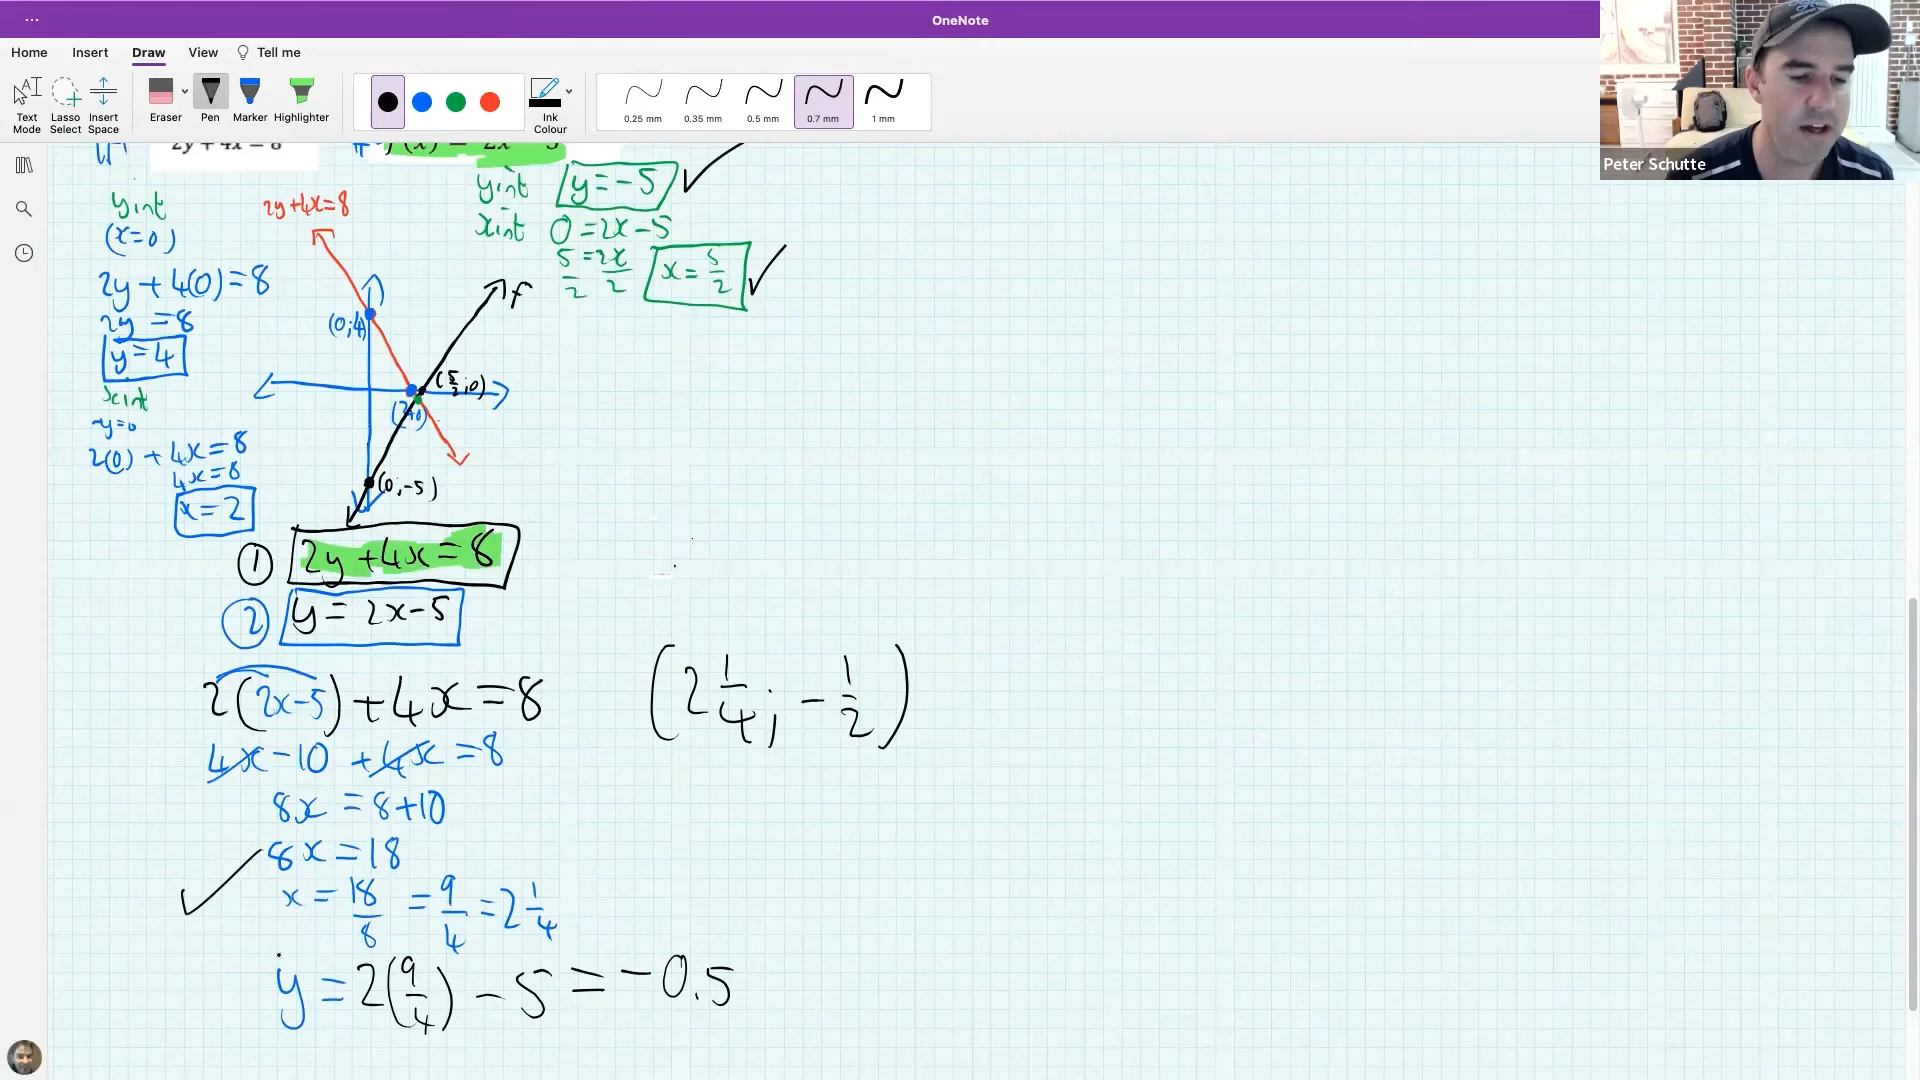 OneNote
Home Insert Draw View Tell me
Text Mode
Lasso Select
Insert Space
Eraser
Pen
Marker
Highlighter
Ink Colour
0.25 mm
0.35 mm
0.5 mm
0.7 mm
1 mm
Peter Schutte
2y + 4x = 8
y int
(x=0)
2y + 4(0) = 8
2y = 8
y = 4
x int
y=0
2(0) + 4x = 8
4x = 8
x = 2
2y+4x=8
f
(0;4)
(5/2;0)
(0;-5)
y int y = -5
x int 0 = 2x - 5
5/2 = 2x/2 x = 5/2
① 2y + 4x = 8
② y = 2x - 5
2(2x-5) + 4x = 8
4x - 10 + 4x = 8
8x = 8+10
8x = 18
x = 18/8 = 9/4 = 2 1/4
y = 2(9/4) - 5 = -0.5
(2 1/4; -1/2)